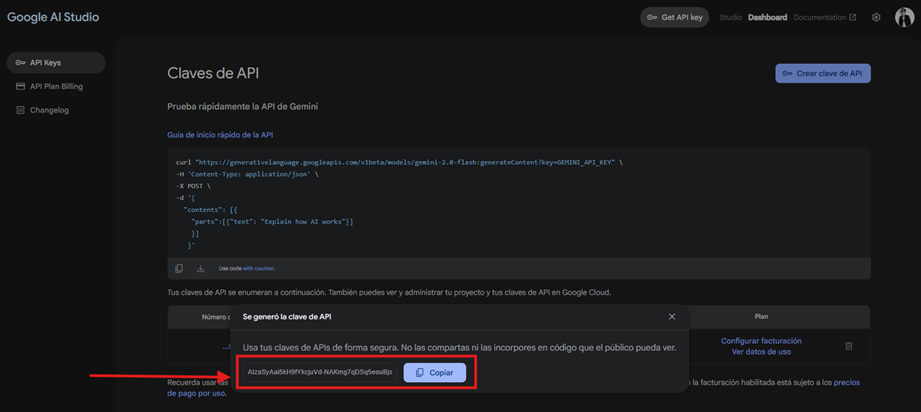 Google AI Studio
Get API key
Studio
Dashboard
Documentation
API Keys
API Plan Billing
Changelog
Claves de API
Crear clave de API
Prueba rápidamente la API de Gemini
Guía de inicio rápido de la API
curl "https://generativelanguage.googleapis.com/v1beta/models/gemini-2.0-flash:generateContent?key=GEMINI_API_KEY" \
-H 'Content-Type: application/json' \
-X POST \
-d '{
"contents": [{
"parts":[{"text": "Explain how AI works"}]
}]
}'
Use code with caution.
Tus claves de API se enumeran a continuación. También puedes ver y administrar tu proyecto y tus claves de API en Google Cloud.
Número
Plan
Se generó la clave de API
Usa tus claves de APIs de forma segura. No las compartas ni las incorpores en código que el público pueda ver.
Copiar
Configurar facturación
Ver datos de uso
Recuerda usar las
la facturación habilitada está sujeto a los precios
de pago por uso.